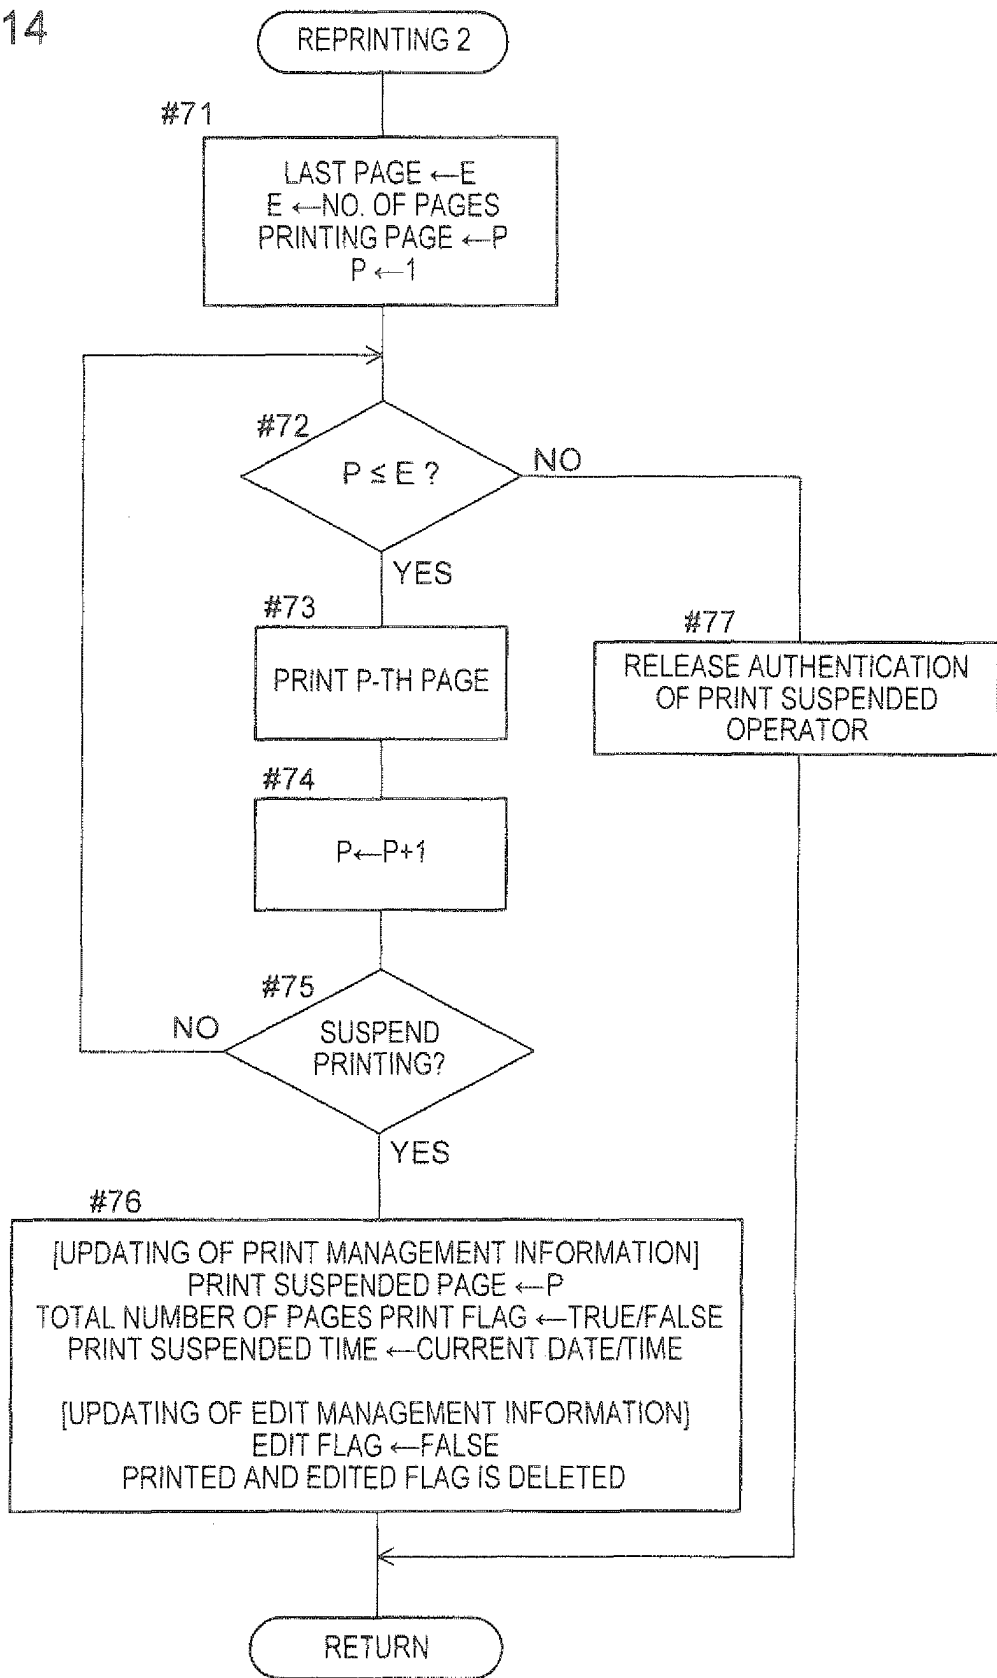 14
REPRINTING 2
#71
LAST PAGE ←E
E ←NO. OF PAGES
PRINTING PAGE ←P
P ←1
#72
P ≤ E ?
NO
YES
#73
PRINT P-TH PAGE
#77
RELEASE AUTHENTICATION
OF PRINT SUSPENDED
OPERATOR
#74
P←P+1
#75
NO
SUSPEND
PRINTING?
YES
#76
[UPDATING OF PRINT MANAGEMENT INFORMATION]
PRINT SUSPENDED PAGE ←P
TOTAL NUMBER OF PAGES PRINT FLAG ←TRUE/FALSE
PRINT SUSPENDED TIME ←CURRENT DATE/TIME
[UPDATING OF EDIT MANAGEMENT INFORMATION]
EDIT FLAG ←FALSE
PRINTED AND EDITED FLAG IS DELETED
RETURN